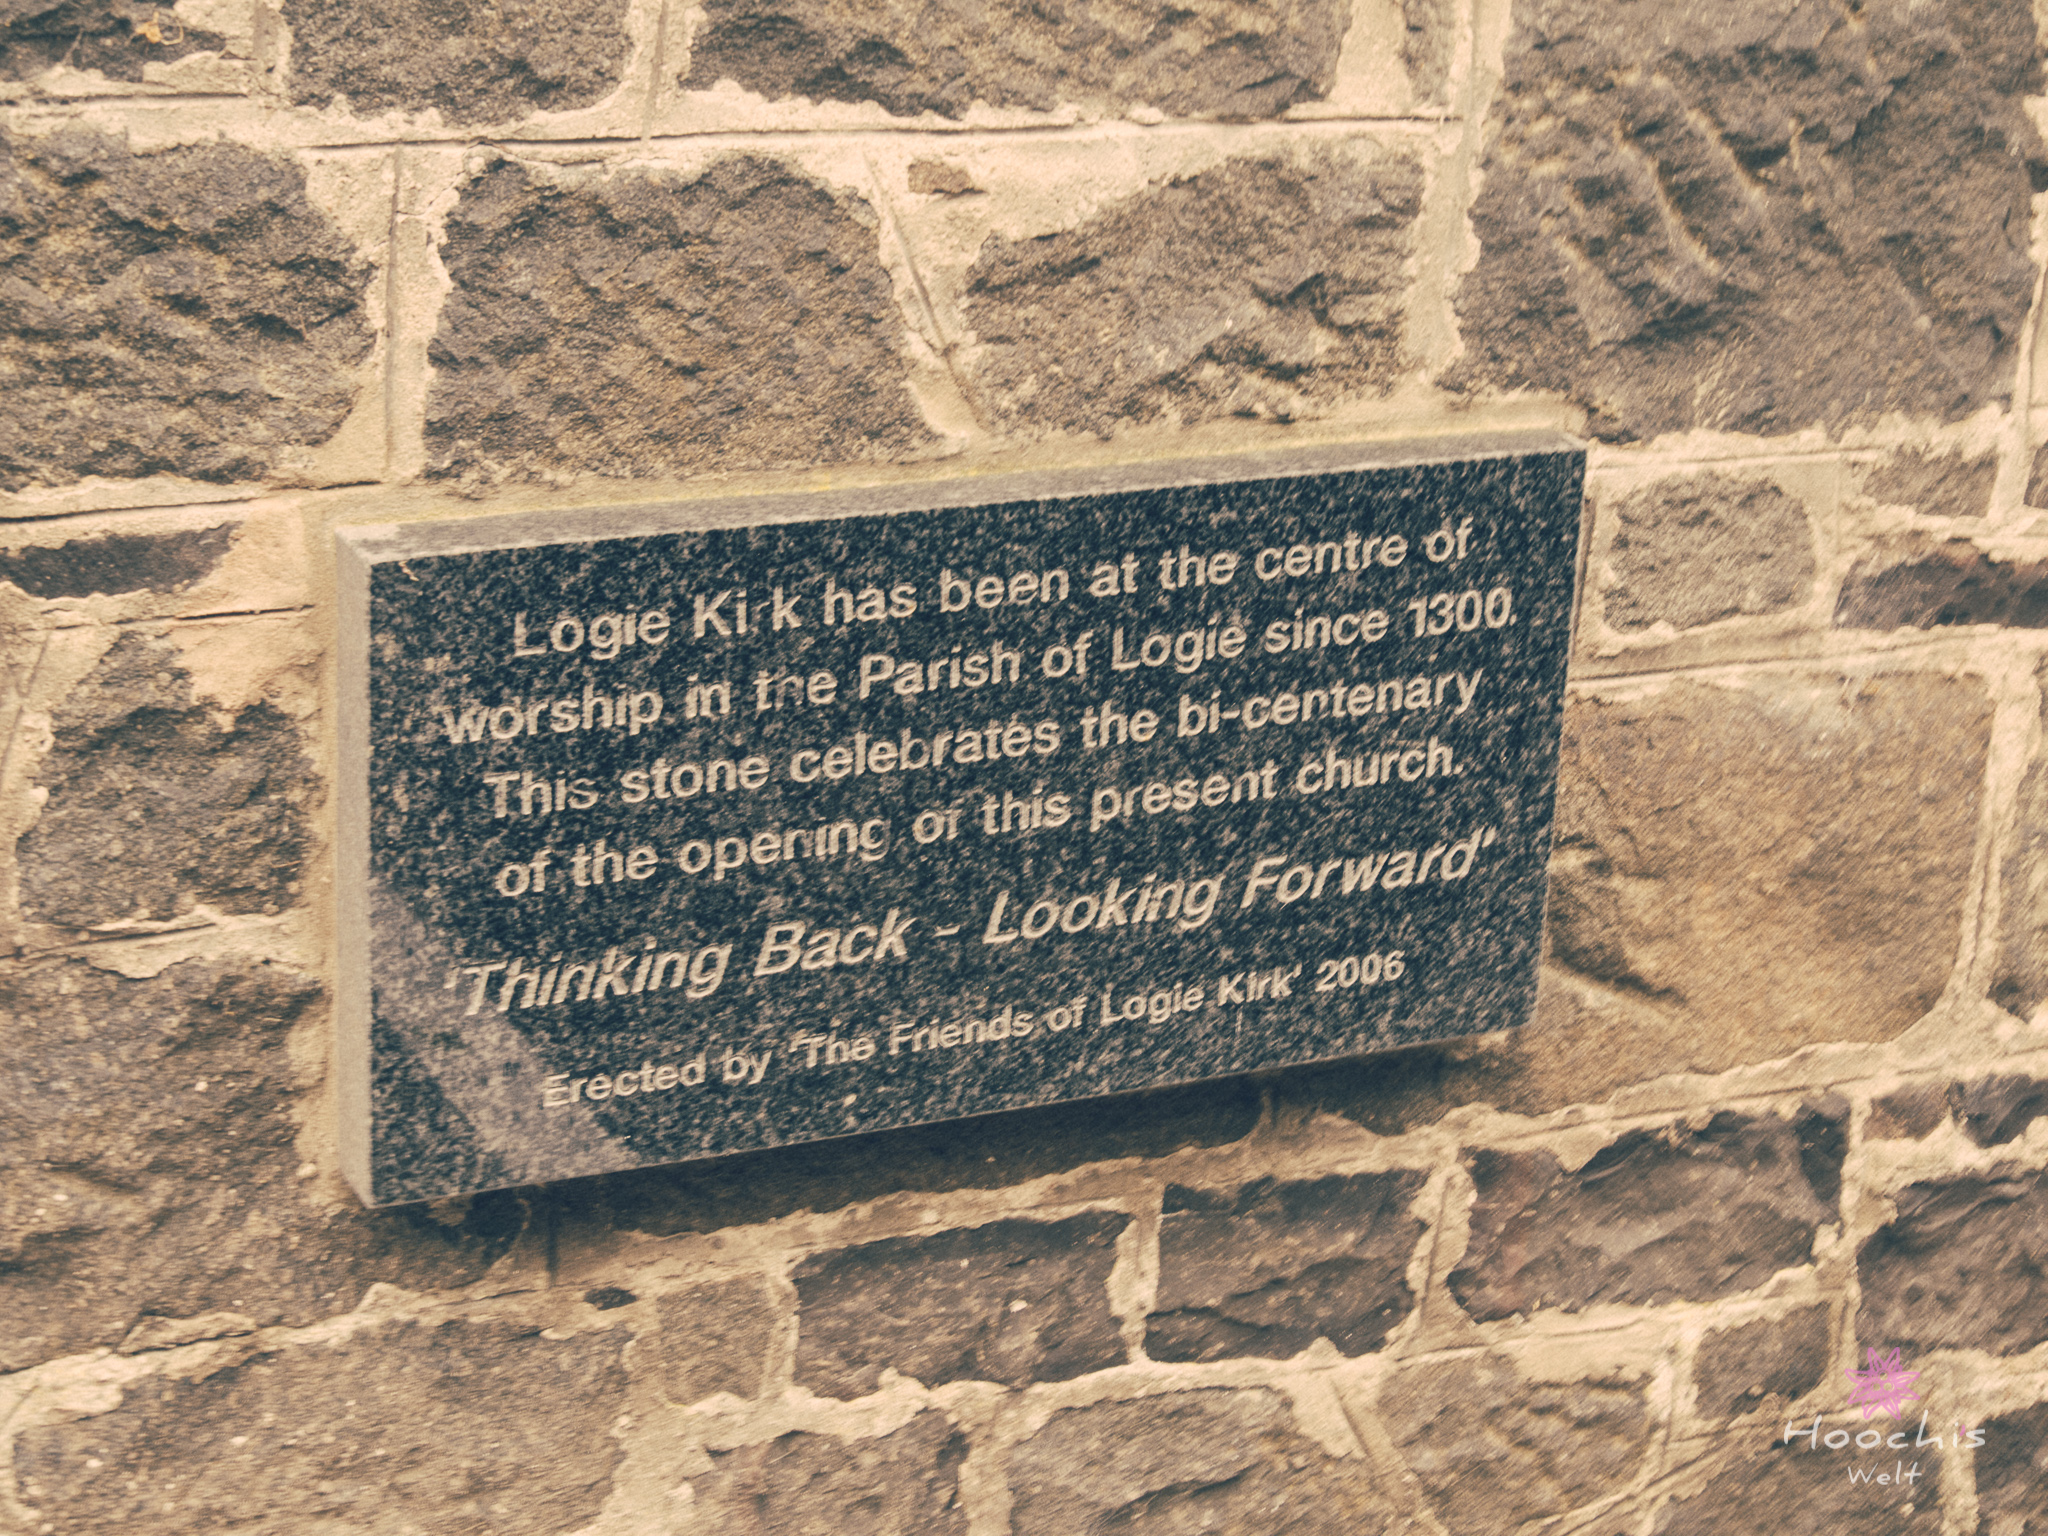 Logie Kirk has been at the centre of
worship in the Parish of Logie since 1300.
This stone celebrates the bi-centenary
of the opening of this present church.
'Thinking Back - Looking Forward'
Erected by 'The Friends of Logie Kirk' 2006
Hoochi's
Welt